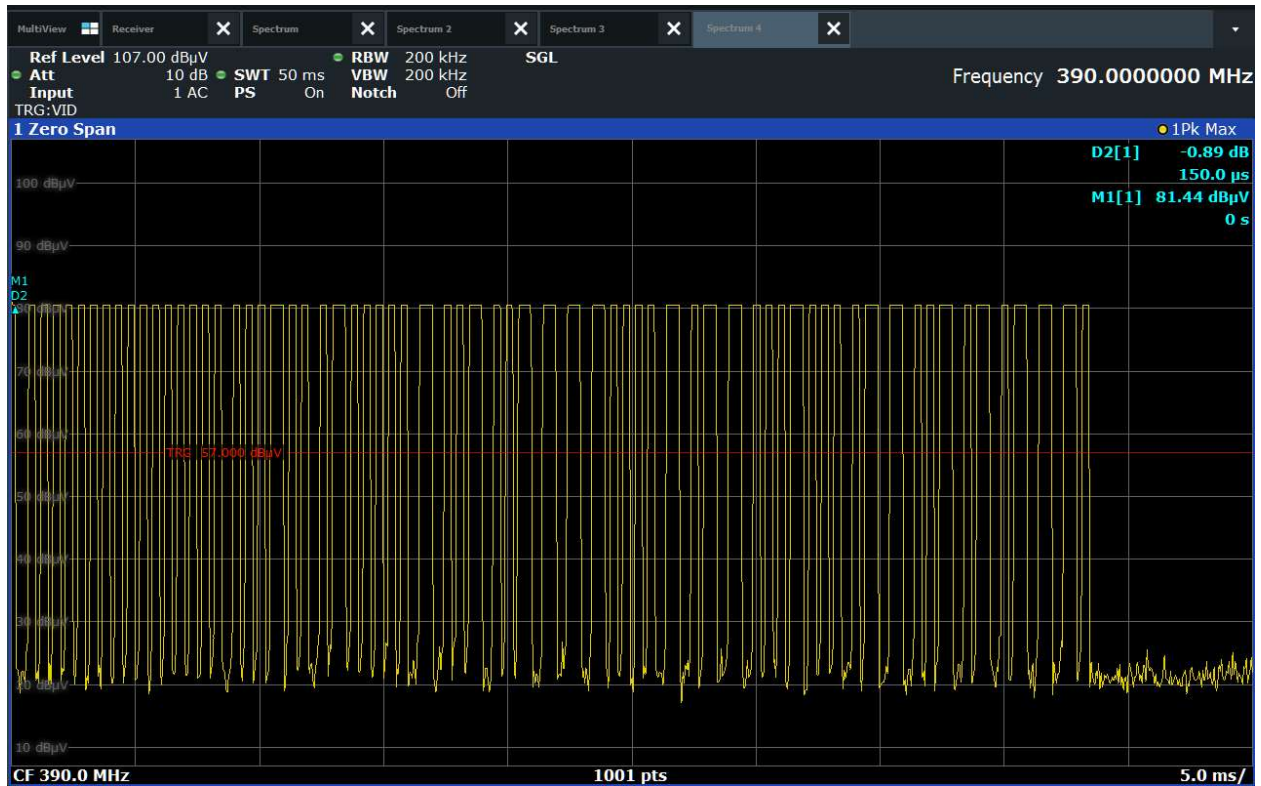 MultiView Receiver Spectrum Spectrum 2 Spectrum 3 Spectrum 4
Ref Level 107.00 dBµV RBW 200 kHz SGL
Att 10 dB SWT 50 ms VBW 200 kHz Frequency 390.0000000 MHz
Input 1 AC PS On Notch Off
TRG:VID
1 Zero Span 1Pk Max
D2[1] -0.89 dB
150.0 µs
M1[1] 81.44 dBµV
0 s
100 dBµV
90 dBµV
M1
D2
80 dBµV
70 dBµV
60 dBµV
TRG 57.000 dBµV
50 dBµV
40 dBµV
30 dBµV
20 dBµV
10 dBµV
CF 390.0 MHz 1001 pts 5.0 ms/